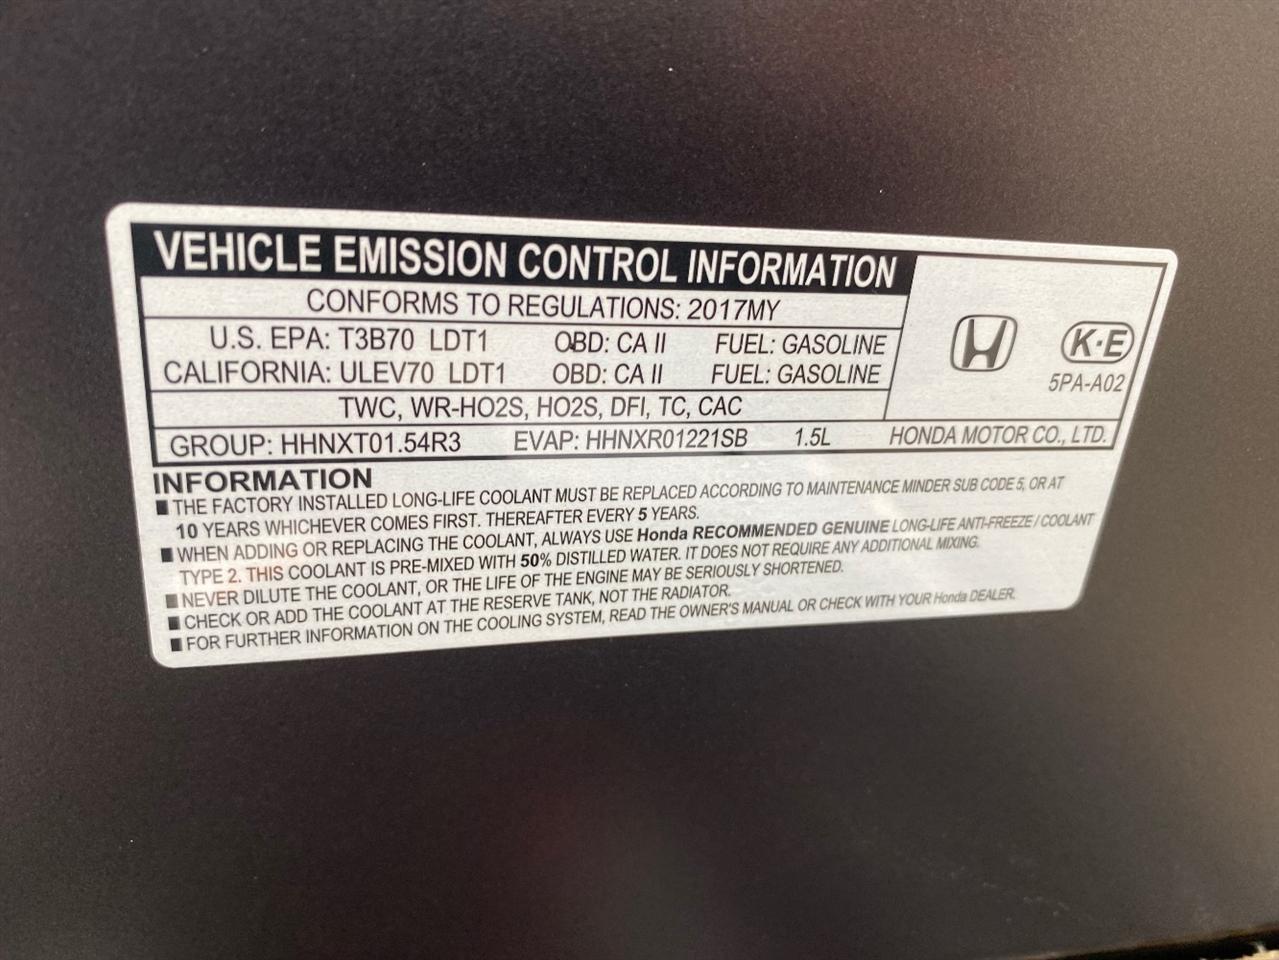 VEHICLE EMISSION CONTROL INFORMATION
CONFORMS TO REGULATIONS: 2017MY
U.S. EPA: T3B70 LDT1 OBD: CA II FUEL: GASOLINE
CALIFORNIA: ULEV70 LDT1 OBD: CA II FUEL: GASOLINE
TWC, WR-HO2S, HO2S, DFI, TC, CAC
GROUP: HHNXT01.54R3 EVAP: HHNXR01221SB 1.5L
K·E
5PA-A02
HONDA MOTOR CO., LTD.
INFORMATION
■ THE FACTORY INSTALLED LONG-LIFE COOLANT MUST BE REPLACED ACCORDING TO MAINTENANCE MINDER SUB CODE 5, OR AT
10 YEARS WHICHEVER COMES FIRST. THEREAFTER EVERY 5 YEARS.
■ WHEN ADDING OR REPLACING THE COOLANT, ALWAYS USE Honda RECOMMENDED GENUINE LONG-LIFE ANTI-FREEZE / COOLANT
TYPE 2. THIS COOLANT IS PRE-MIXED WITH 50% DISTILLED WATER. IT DOES NOT REQUIRE ANY ADDITIONAL MIXING.
■ NEVER DILUTE THE COOLANT, OR THE LIFE OF THE ENGINE MAY BE SERIOUSLY SHORTENED.
■ CHECK OR ADD THE COOLANT AT THE RESERVE TANK, NOT THE RADIATOR.
■ FOR FURTHER INFORMATION ON THE COOLING SYSTEM, READ THE OWNER'S MANUAL OR CHECK WITH YOUR Honda DEALER.